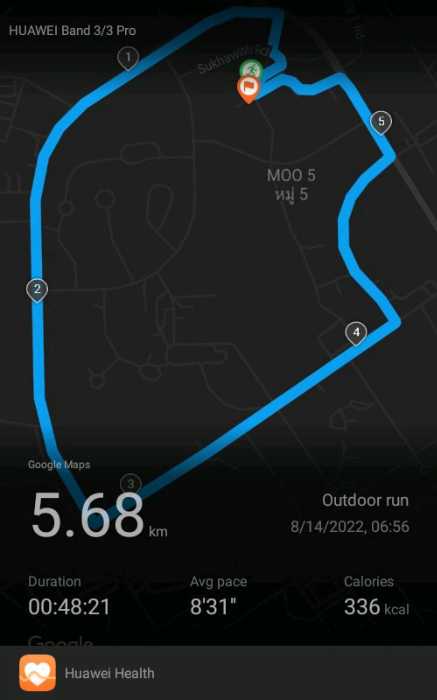 HUAWEI Band 3/3 Pro
1
Sukhawat Rd
5
MOO 5
หมู่ 5
2
4
Google Maps
3
5.68 km
Outdoor run
8/14/2022, 06:56
Duration
Avg pace
Calories
00:48:21
8'31"
336 kcal
Google
Huawei Health